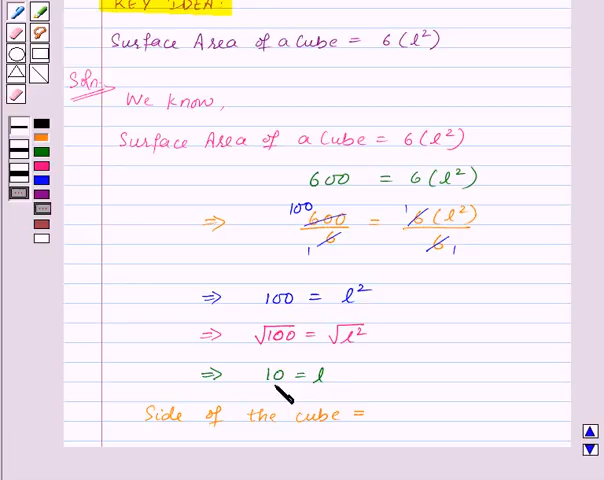 KEY IDEA:
Surface Area of a Cube = 6(l²)
Soln.
We know,
Surface Area of a Cube = 6(l²)
600 = 6(l²)
⇒ 100 600/6 1 = 1 6(l²)/6 1
⇒ 100 = l²
⇒ √100 = √l²
⇒ 10 = l
Side of the cube =